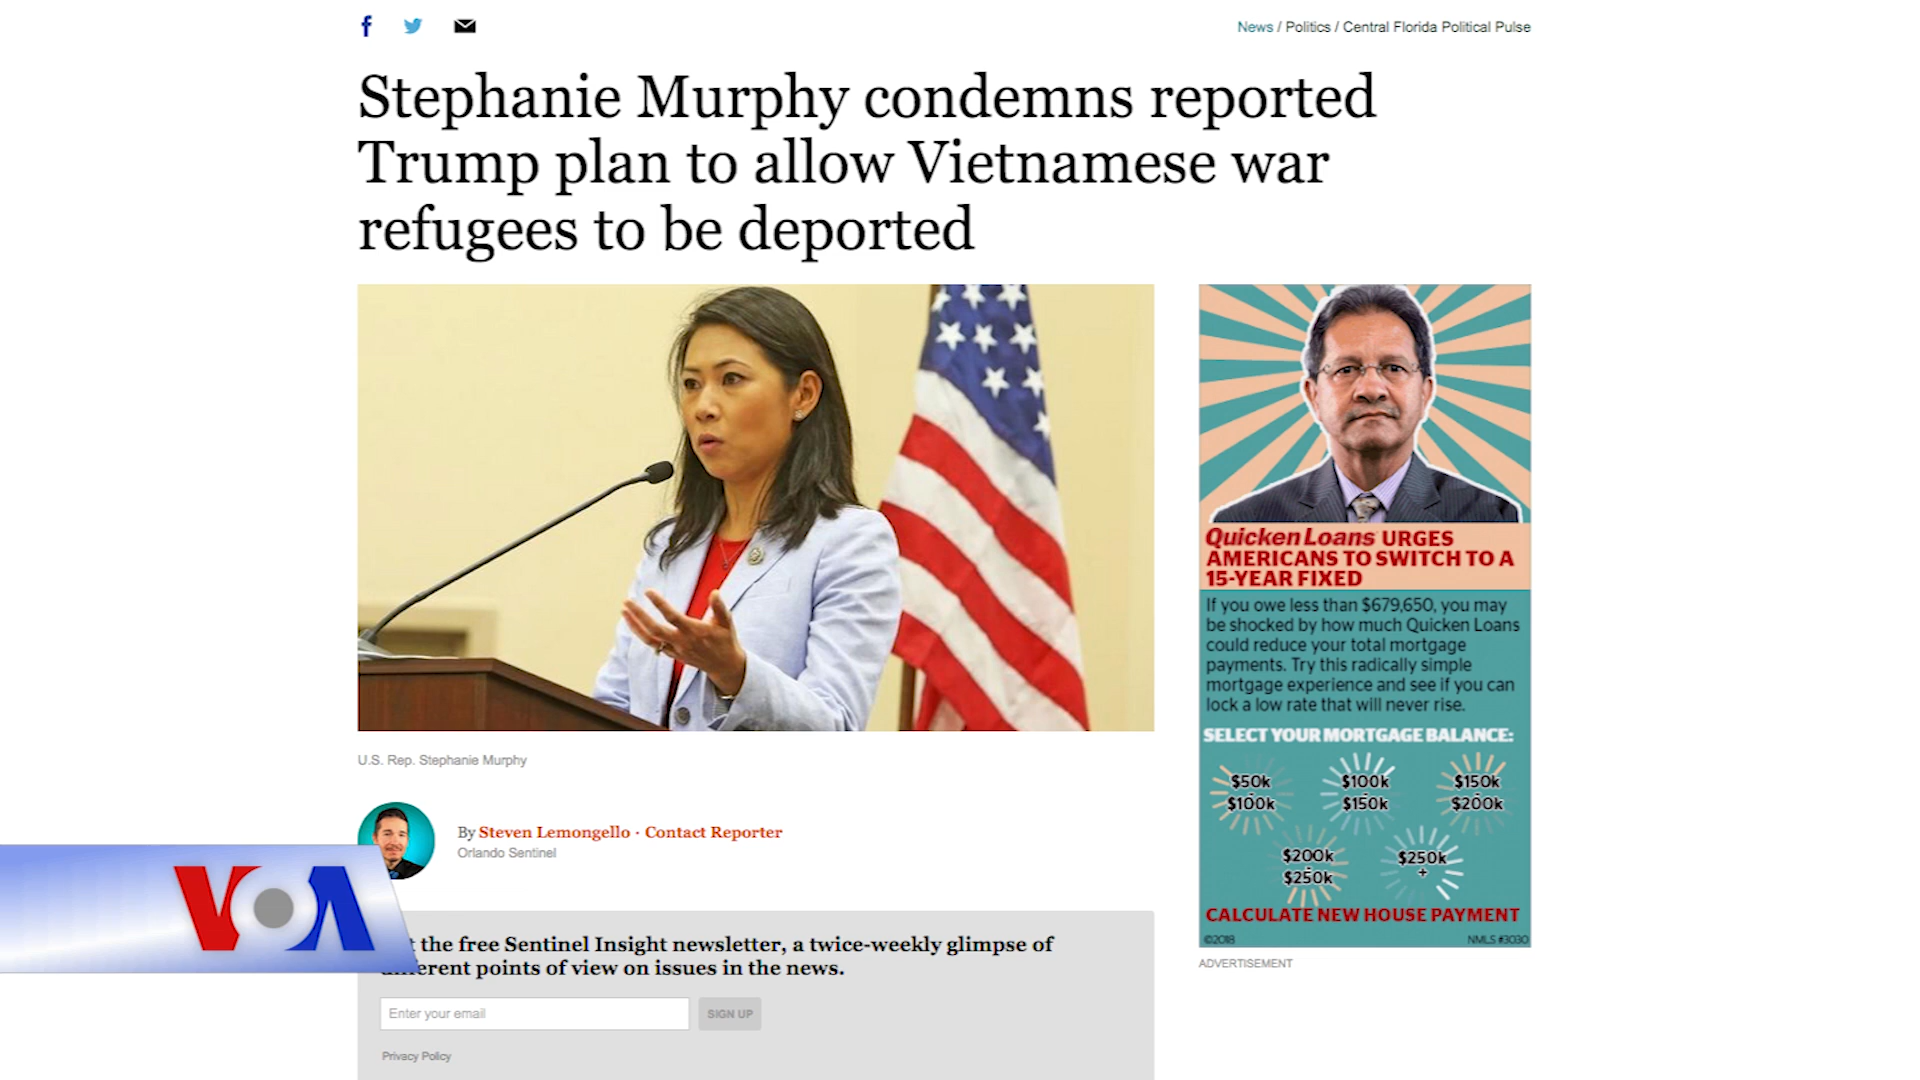 News / Politics / Central Florida Political Pulse
Stephanie Murphy condemns reported
Trump plan to allow Vietnamese war
refugees to be deported
U.S. Rep. Stephanie Murphy
By Steven Lemongello · Contact Reporter
Orlando Sentinel
VOA
the free Sentinel Insight newsletter, a twice-weekly glimpse of
points of view on issues in the news.
Enter your email
SIGN UP
Privacy Policy
Quicken Loans URGES
AMERICANS TO SWITCH TO A
15-YEAR FIXED
If you owe less than $679,650, you may
be shocked by how much Quicken Loans
could reduce your total mortgage
payments. Try this radically simple
mortgage experience and see if you can
lock a low rate that will never rise.
SELECT YOUR MORTGAGE BALANCE:
$50k - $100k
$100k - $150k
$150k - $200k
$200k - $250k
$250k +
CALCULATE NEW HOUSE PAYMENT
©2018 NMLS #3030
ADVERTISEMENT